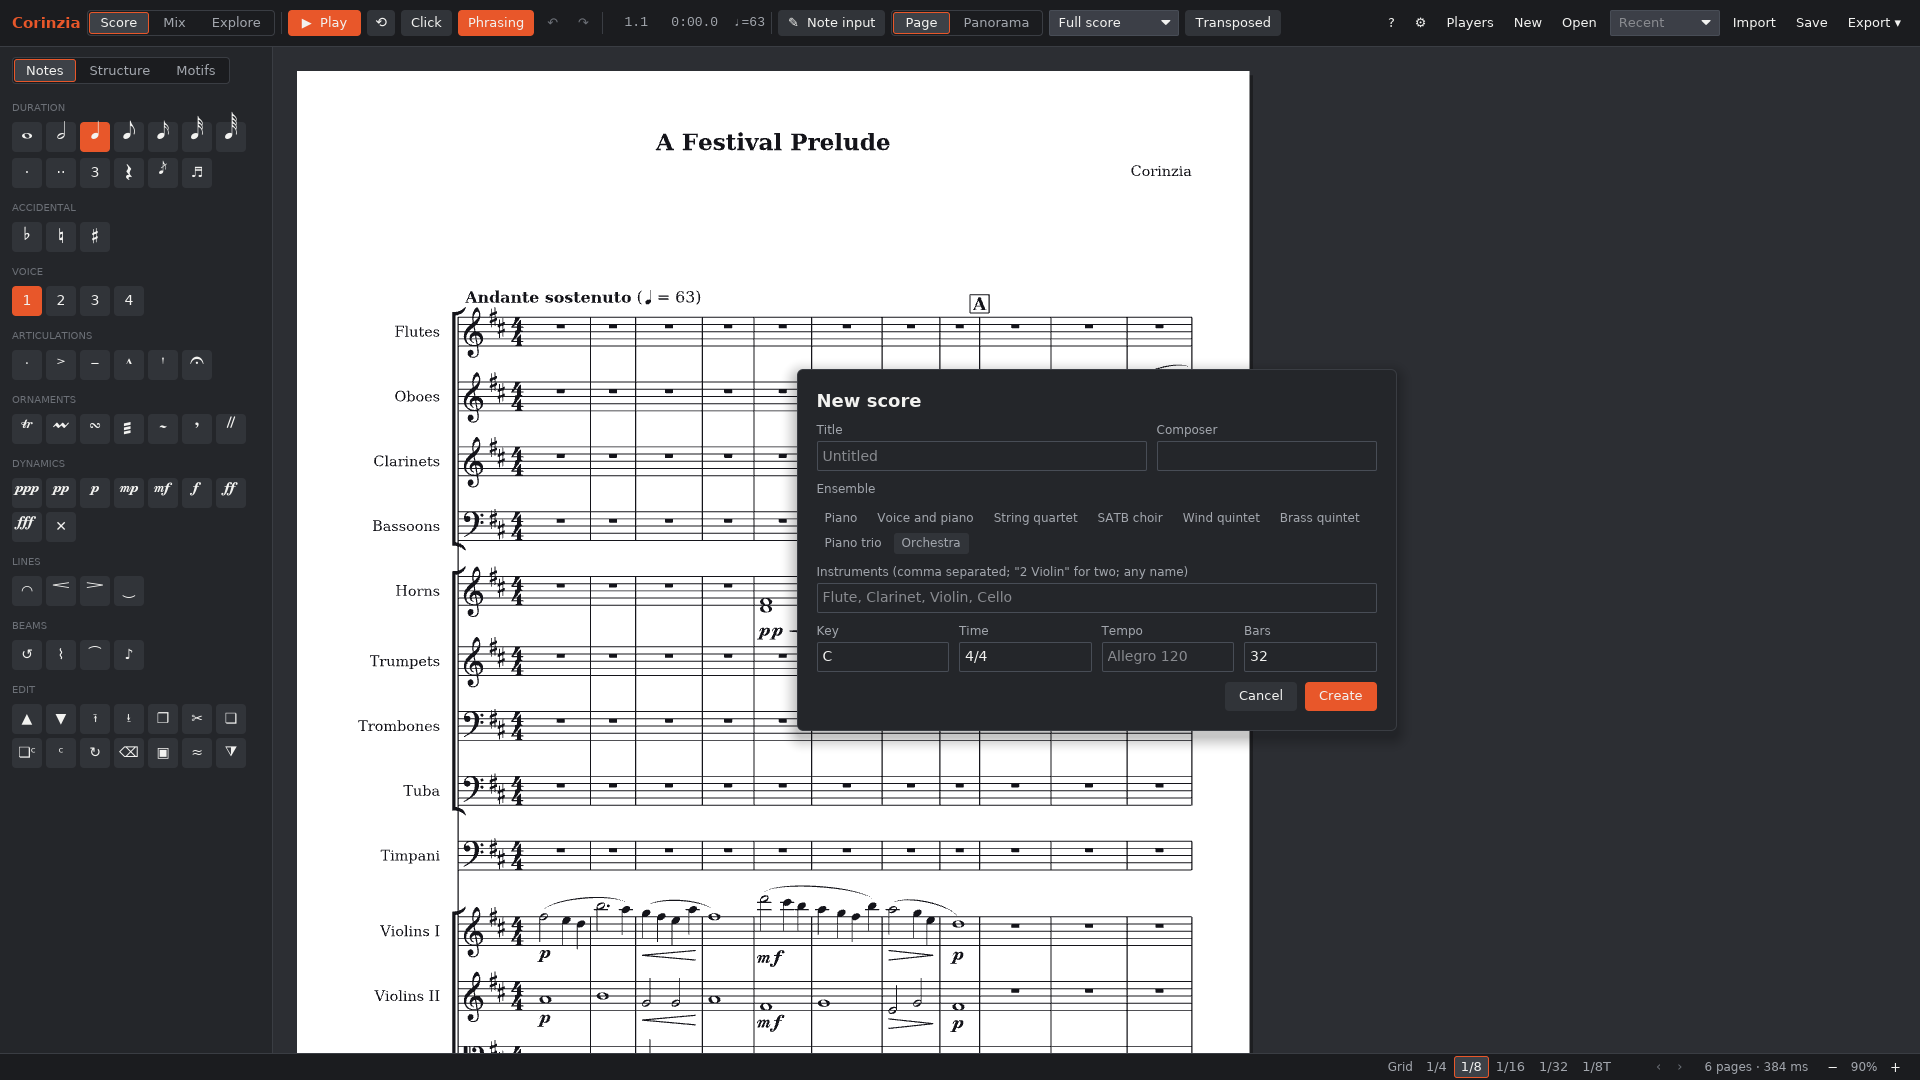 Corinzia Score Mix Explore ▶ Play ⟲ Click Phrasing ↶ ↷ 1.1 0:00.0 ♩=63 ✎ Note input Page Panorama Full score Transposed ? ⚙ Players New Open Recent Import Save Export ▾
Notes Structure Motifs
DURATION
3
ACCIDENTAL
♭ ♮ ♯
VOICE
1 2 3 4
ARTICULATIONS
ORNAMENTS
tr
DYNAMICS
ppp pp p mp mf f ff
fff ✕
LINES
BEAMS
EDIT
A Festival Prelude
Corinzia
Andante sostenuto (♩ = 63)
A
Flutes
Oboes
Clarinets
Bassoons
Horns
pp
Trumpets
Trombones
Tuba
Timpani
Violins I
p mf p
Violins II
p mf p
New score
Title Composer
Untitled
Ensemble
Piano Voice and piano String quartet SATB choir Wind quintet Brass quintet
Piano trio Orchestra
Instruments (comma separated; "2 Violin" for two; any name)
Flute, Clarinet, Violin, Cello
Key Time Tempo Bars
C 4/4 Allegro 120 32
Cancel Create
Grid 1/4 1/8 1/16 1/32 1/8T ‹ › 6 pages · 384 ms − 90% +